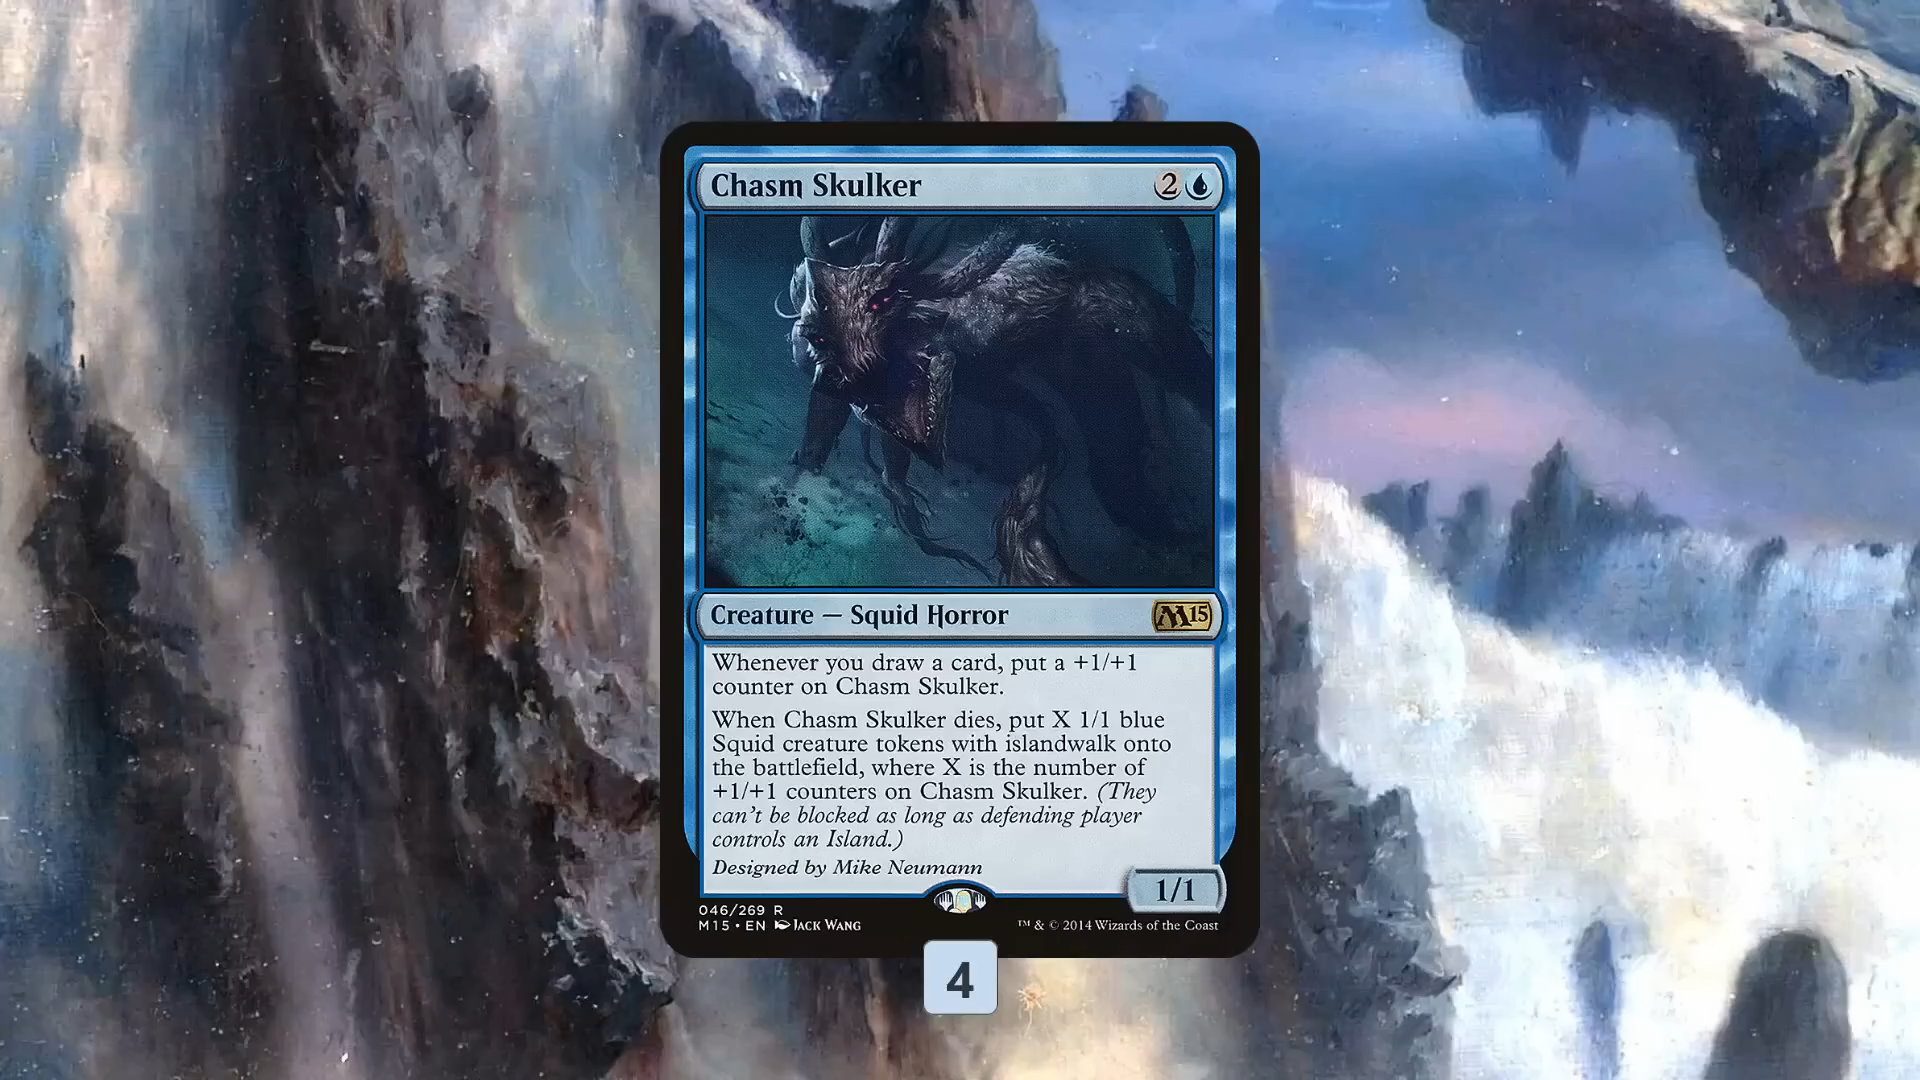 Chasm Skulker 2
Creature — Squid Horror M15
Whenever you draw a card, put a +1/+1
counter on Chasm Skulker.
When Chasm Skulker dies, put X 1/1 blue
Squid creature tokens with islandwalk onto
the battlefield, where X is the number of
+1/+1 counters on Chasm Skulker. (They
can't be blocked as long as defending player
controls an Island.)
Designed by Mike Neumann
1/1
046/269 R
M15 • EN Jack Wang ™ & © 2014 Wizards of the Coast
4